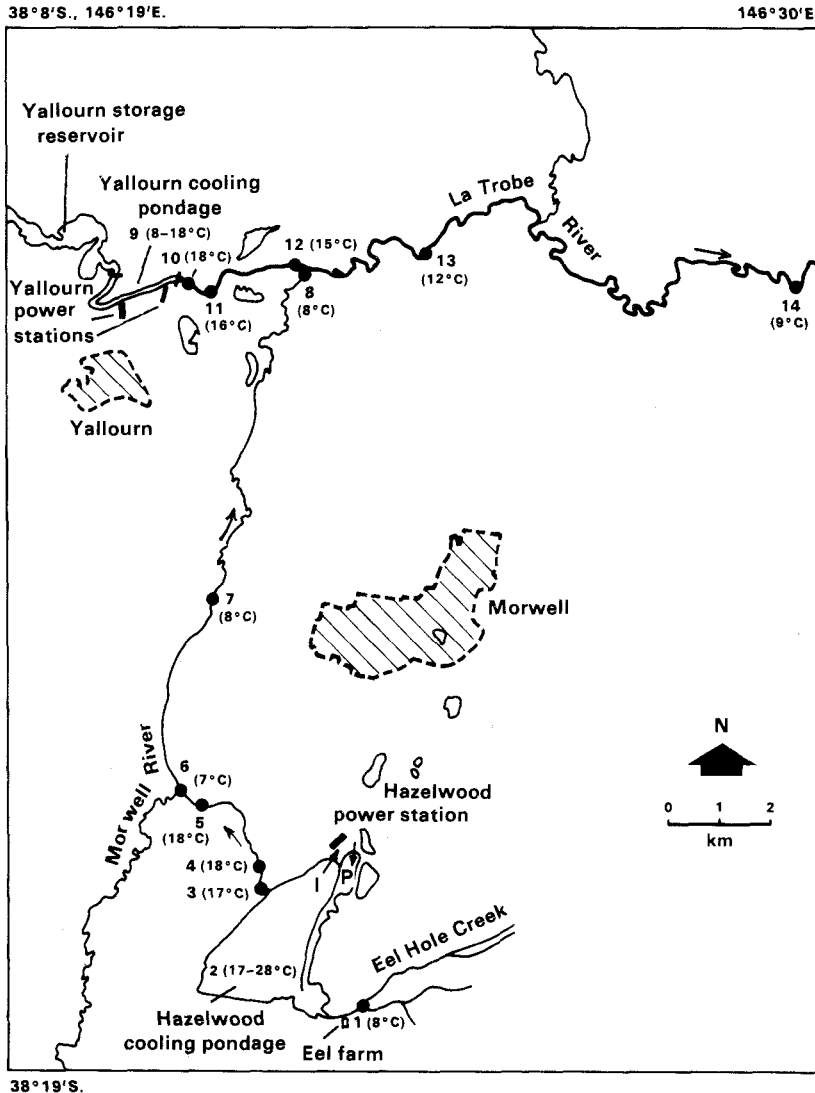 38°8'S., 146°19'E.
146°30'E
Yallourn storage
reservoir
Yallourn cooling
pondage
9 (8–18°C)
10 (18°C)
Yallourn
power
stations
11
(16°C)
12 (15°C)
8
(8°C)
La Trobe
River
13
(12°C)
14
(9°C)
Yallourn
7
(8°C)
Morwell
N
0 1 2
km
6
(7°C)
Morwell River
5
(18°C)
4 (18°C)
3 (17°C)
Hazelwood
power station
I
P
Eel Hole Creek
2 (17–28°C)
Hazelwood
cooling pondage
1 (8°C)
Eel farm
38°19'S.